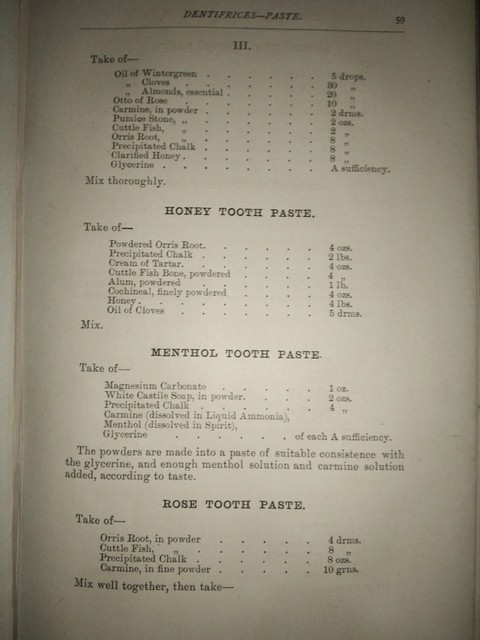 DENTIFRICES—PASTE. 59
III.
Take of—
Oil of Wintergreen . . . . . . 5 drops.
„ Cloves . . . . . . 30 „
„ Almonds, essential . . . . . 20 „
Otto of Rose . . . . . . 10 „
Carmine, in powder . . . . . . 2 drms.
Pumice Stone, „ . . . . . . 2 ozs.
Cuttle Fish, „ . . . . . . 2 „
Orris Root, „ . . . . . . 8 „
Precipitated Chalk . . . . . . 8 „
Clarified Honey . . . . . . 8 „
Glycerine . . . . . . A sufficiency.
Mix thoroughly.
HONEY TOOTH PASTE.
Take of—
Powdered Orris Root. . . . . . 4 ozs.
Precipitated Chalk . . . . . . 2 lbs.
Cream of Tartar. . . . . . 4 ozs.
Cuttle Fish Bone, powdered . . . . 4 „
Alum, powdered . . . . . . 1 lb.
Cochineal, finely powdered . . . . 4 ozs.
Honey . . . . . . . 4 lbs.
Oil of Cloves . . . . . . 5 drms.
Mix.
MENTHOL TOOTH PASTE.
Take of—
Magnesium Carbonate . . . . 1 oz.
White Castile Soap, in powder. . . . 2 ozs.
Precipitated Chalk . . . . . 4 „
Carmine (dissolved in Liquid Ammonia),
Menthol (dissolved in Spirit),
Glycerine . . . . . of each A sufficiency.
The powders are made into a paste of suitable consistence with
the glycerine, and enough menthol solution and carmine solution
added, according to taste.
ROSE TOOTH PASTE.
Take of—
Orris Root, in powder . . . . . 4 drms.
Cuttle Fish, „ . . . . . . 8 „
Precipitated Chalk . . . . . . 8 ozs.
Carmine, in fine powder . . . . . 10 grns.
Mix well together, then take—